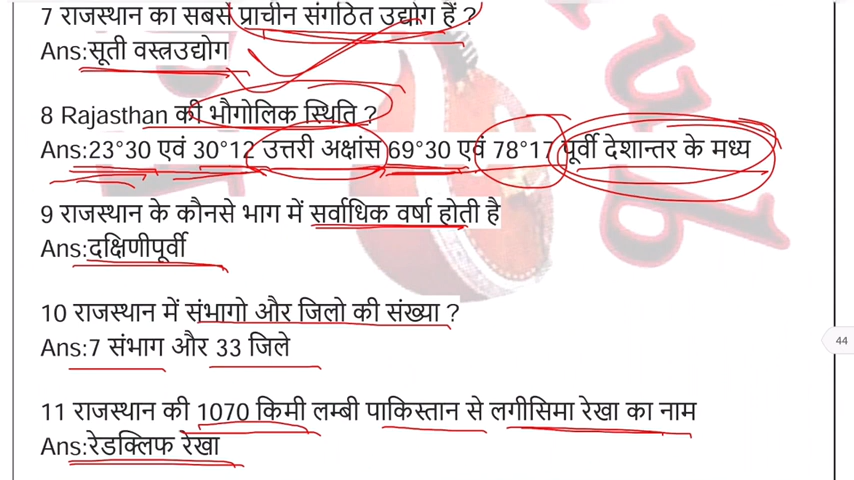 7 राजस्थान का सबसे प्राचीन संगठित उद्योग हैं ?
Ans:सूती वस्त्रउद्योग
8 Rajasthan की भौगोलिक स्थिति ?
Ans:23°30 एवं 30°12 उत्तरी अक्षांस 69°30 एवं 78°17 पूर्वी देशान्तर के मध्य
9 राजस्थान के कौनसे भाग में सर्वाधिक वर्षा होती है
Ans:दक्षिणीपूर्वी
10 राजस्थान में संभागो और जिलो की संख्या ?
Ans:7 संभाग और 33 जिले
44
11 राजस्थान की 1070 किमी लम्बी पाकिस्तान से लगीसिमा रेखा का नाम
Ans:रेडक्लिफ रेखा